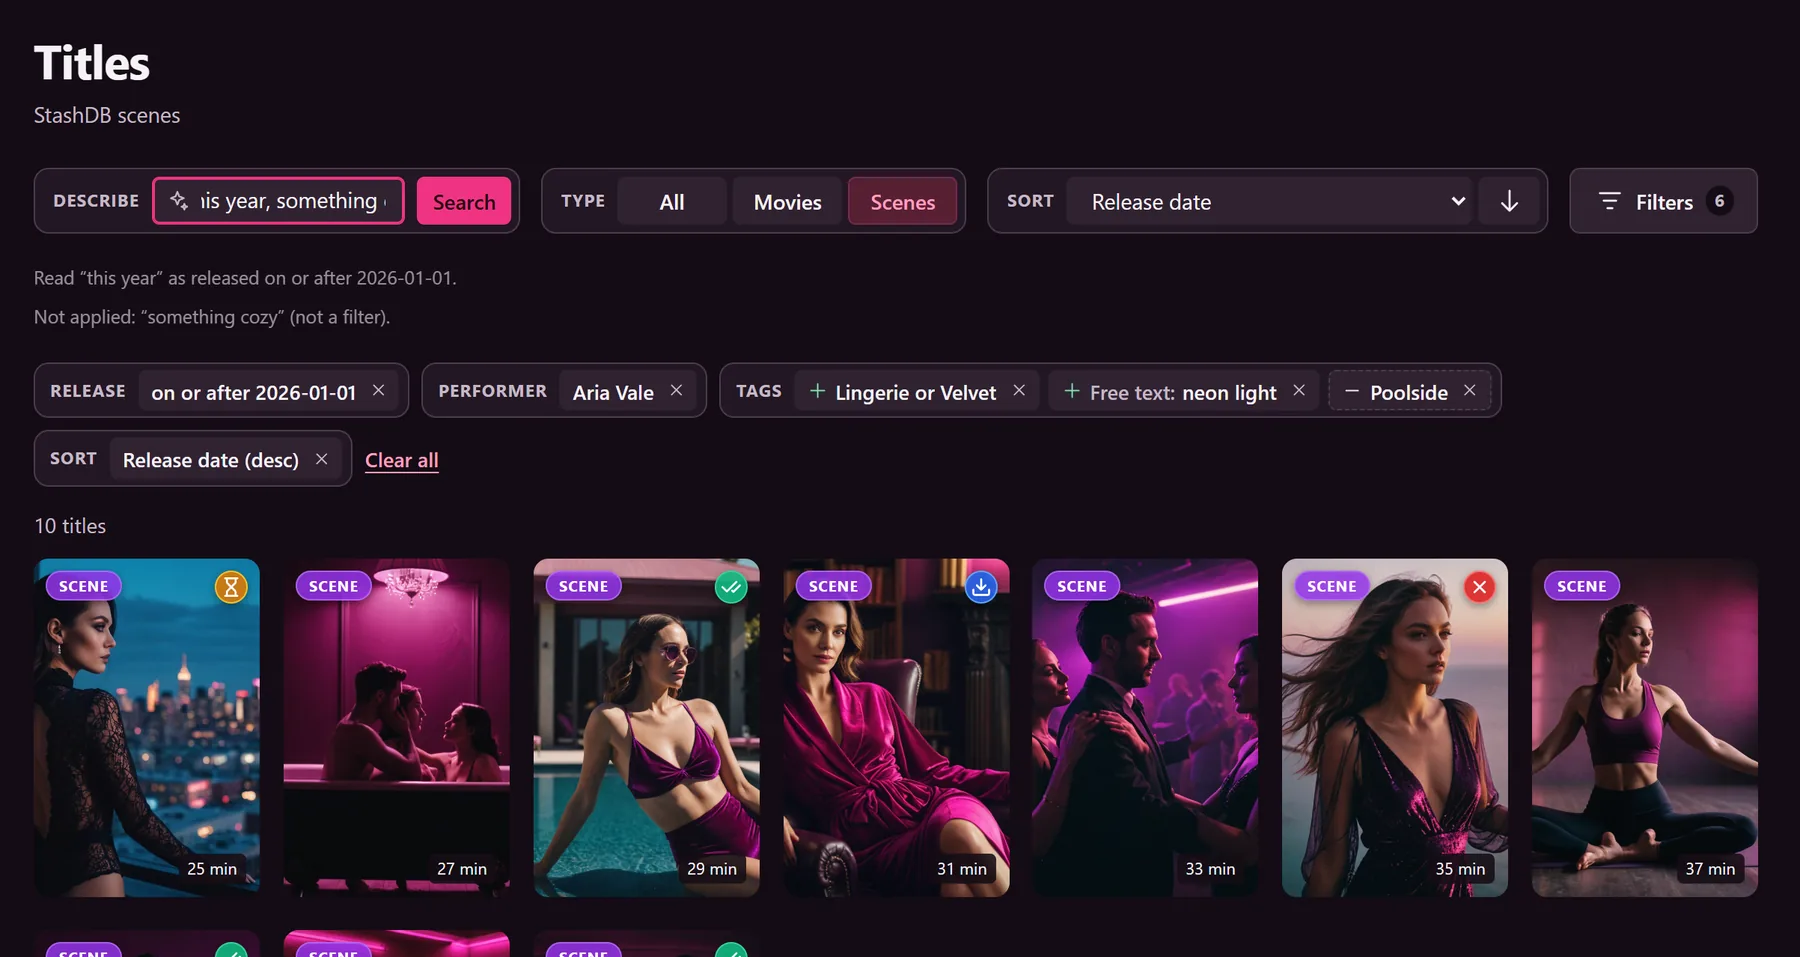 Titles
StashDB scenes
DESCRIBE his year, something Search TYPE All Movies Scenes SORT Release date Filters 6
Read “this year” as released on or after 2026-01-01.
Not applied: “something cozy” (not a filter).
RELEASE on or after 2026-01-01 × PERFORMER Aria Vale × TAGS + Lingerie or Velvet × + Free text: neon light × − Poolside ×
SORT Release date (desc) × Clear all
10 titles
SCENE SCENE SCENE SCENE SCENE SCENE SCENE
25 min 27 min 29 min 31 min 33 min 35 min 37 min
SCENE SCENE SCENE